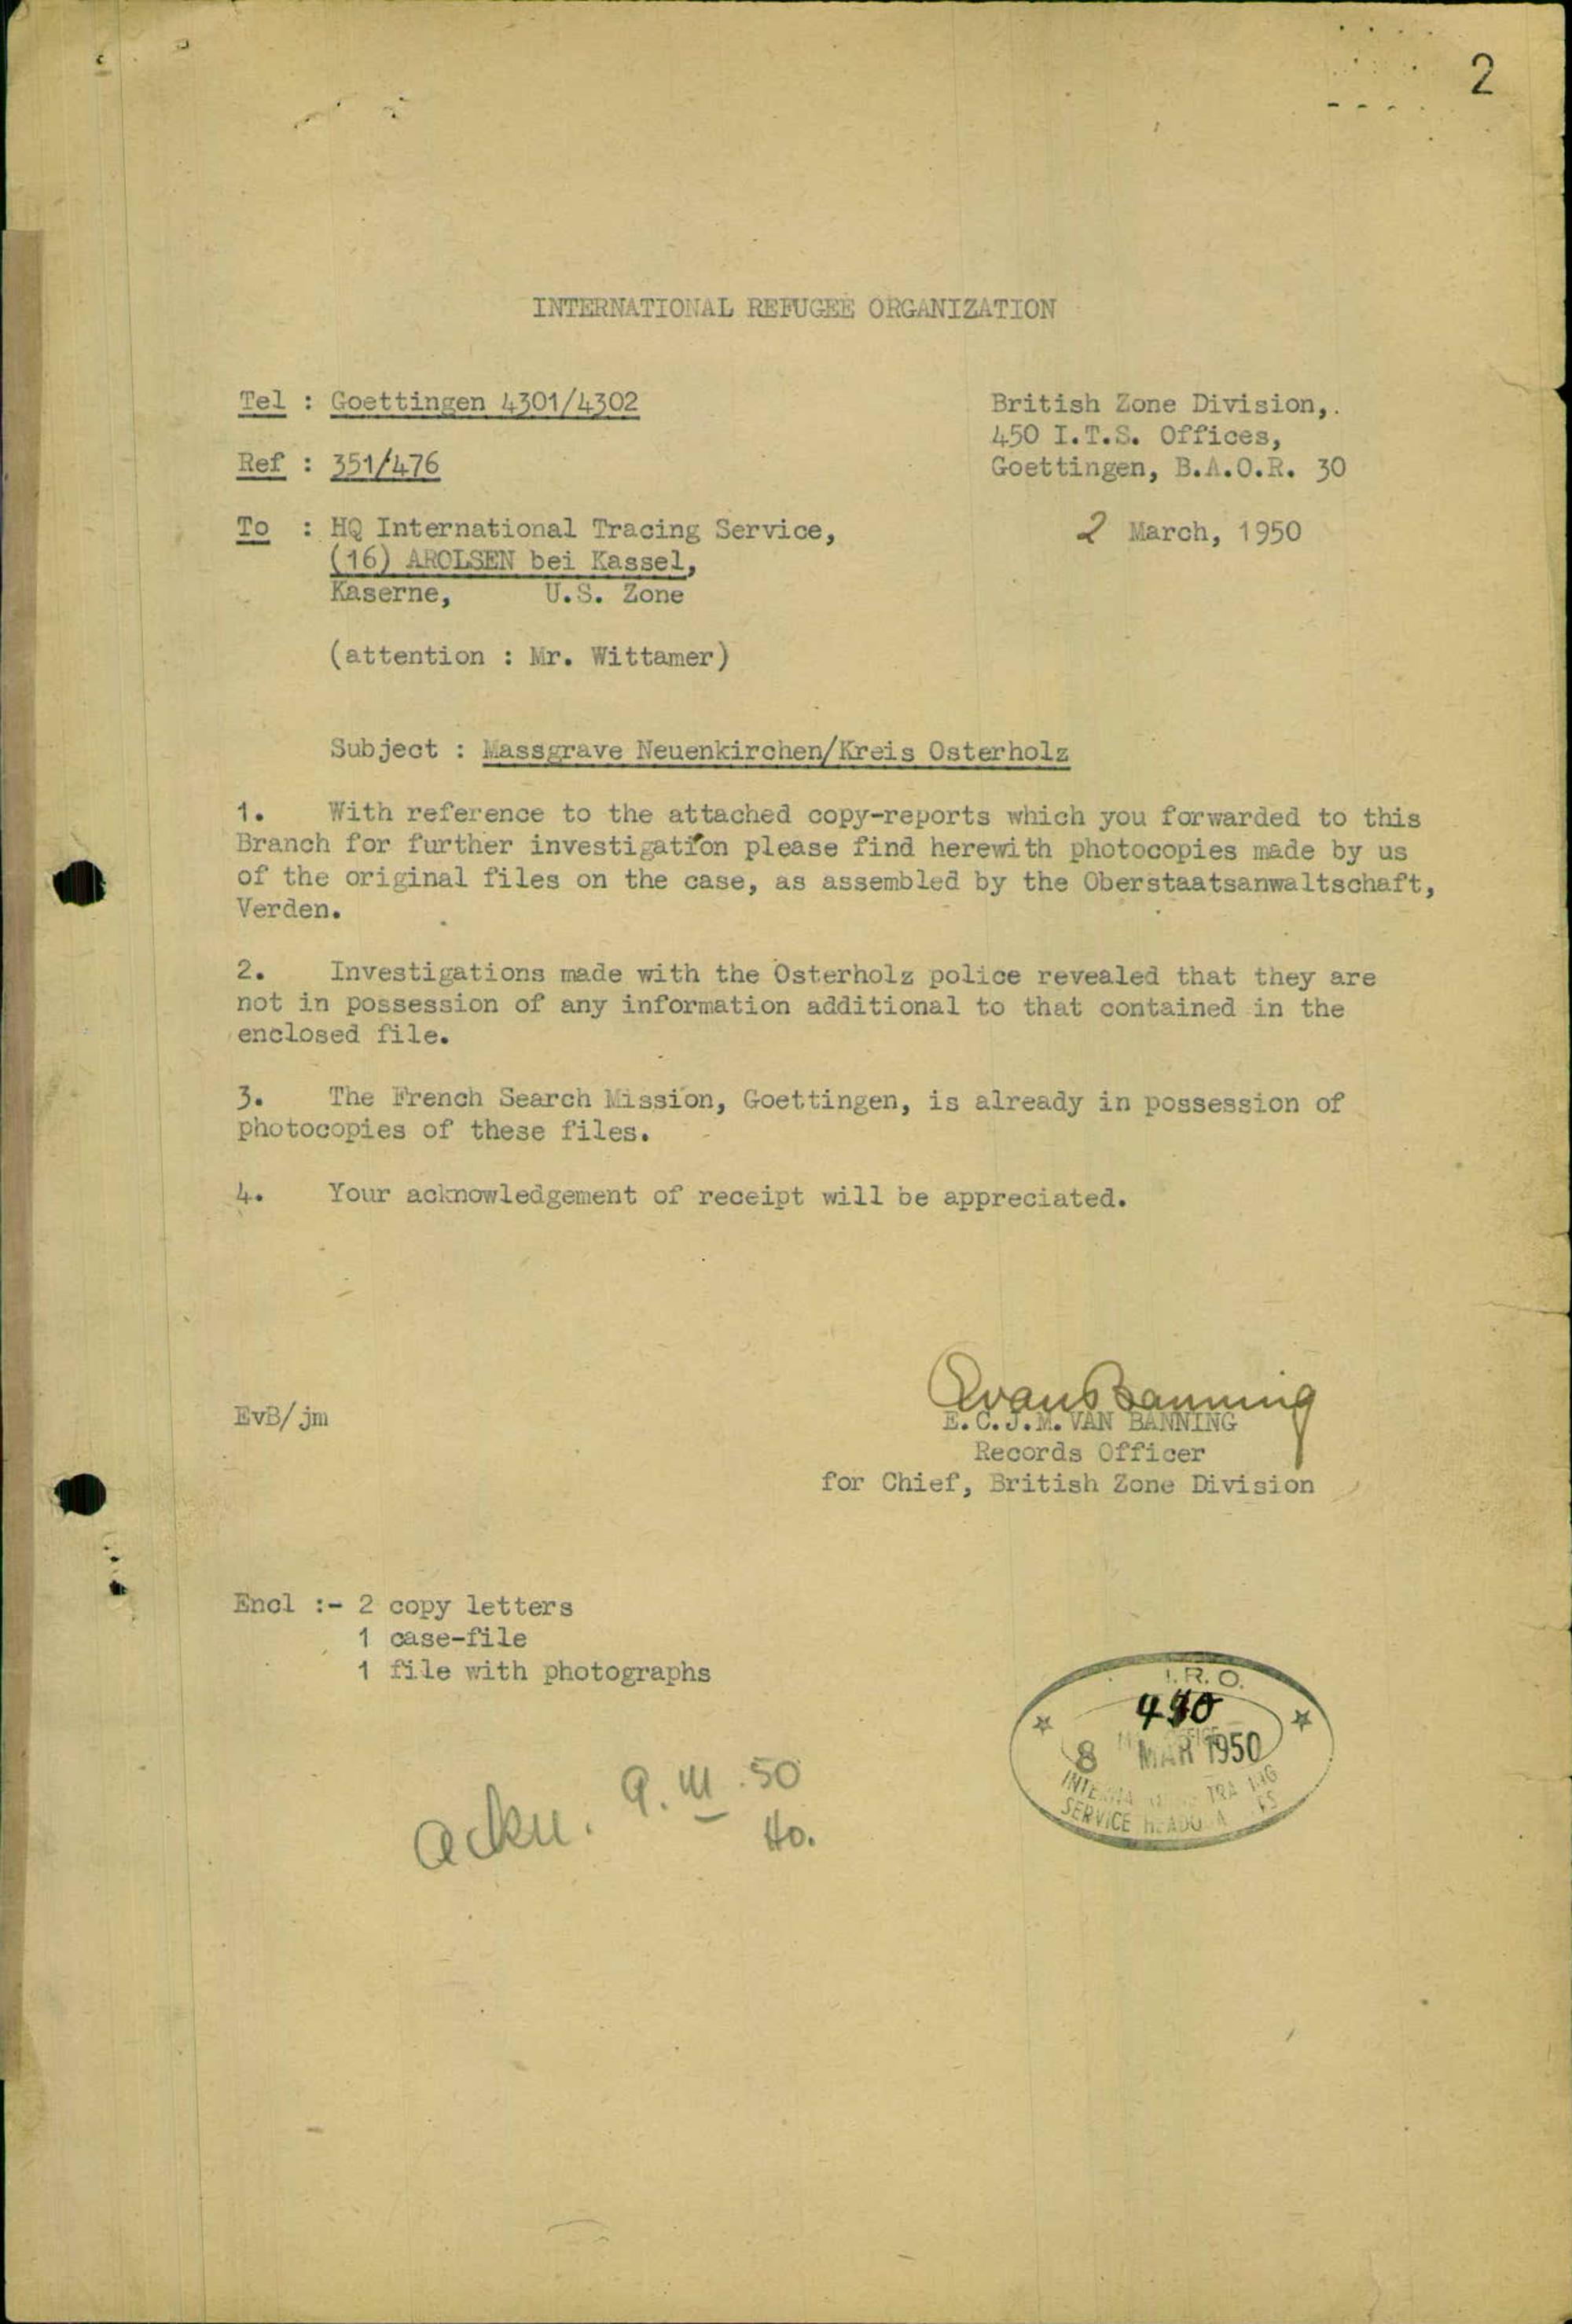 2
INTERNATIONAL REFUGEE ORGANIZATION
Tel : Goettingen 4301/4302
British Zone Division,.
450 I.T.S. Offices,
Goettingen, B.A.O.R. 30
Ref : 351/476
2 March, 1950
To : HQ International Tracing Service,
(16) AROLSEN bei Kassel,
Kaserne, U.S. Zone
(attention : Mr. Wittamer)
Subject : Massgrave Neuenkirchen/Kreis Osterholz
1. With reference to the attached copy-reports which you forwarded to this
Branch for further investigation please find herewith photocopies made by us
of the original files on the case, as assembled by the Oberstaatsanwaltschaft,
Verden.
2. Investigations made with the Osterholz police revealed that they are
not in possession of any information additional to that contained in the
enclosed file.
3. The French Search Mission, Goettingen, is already in possession of
photocopies of these files.
4. Your acknowledgement of receipt will be appreciated.
EvanBanning
EvB/jm
E.C.J.M. VAN BANNING
Records Officer
for Chief, British Zone Division
Encl :- 2 copy letters
1 case-file
1 file with photographs
I.R.O.
8 MAR 1950
SERVICE
ackn. 9.III.50
Ho.